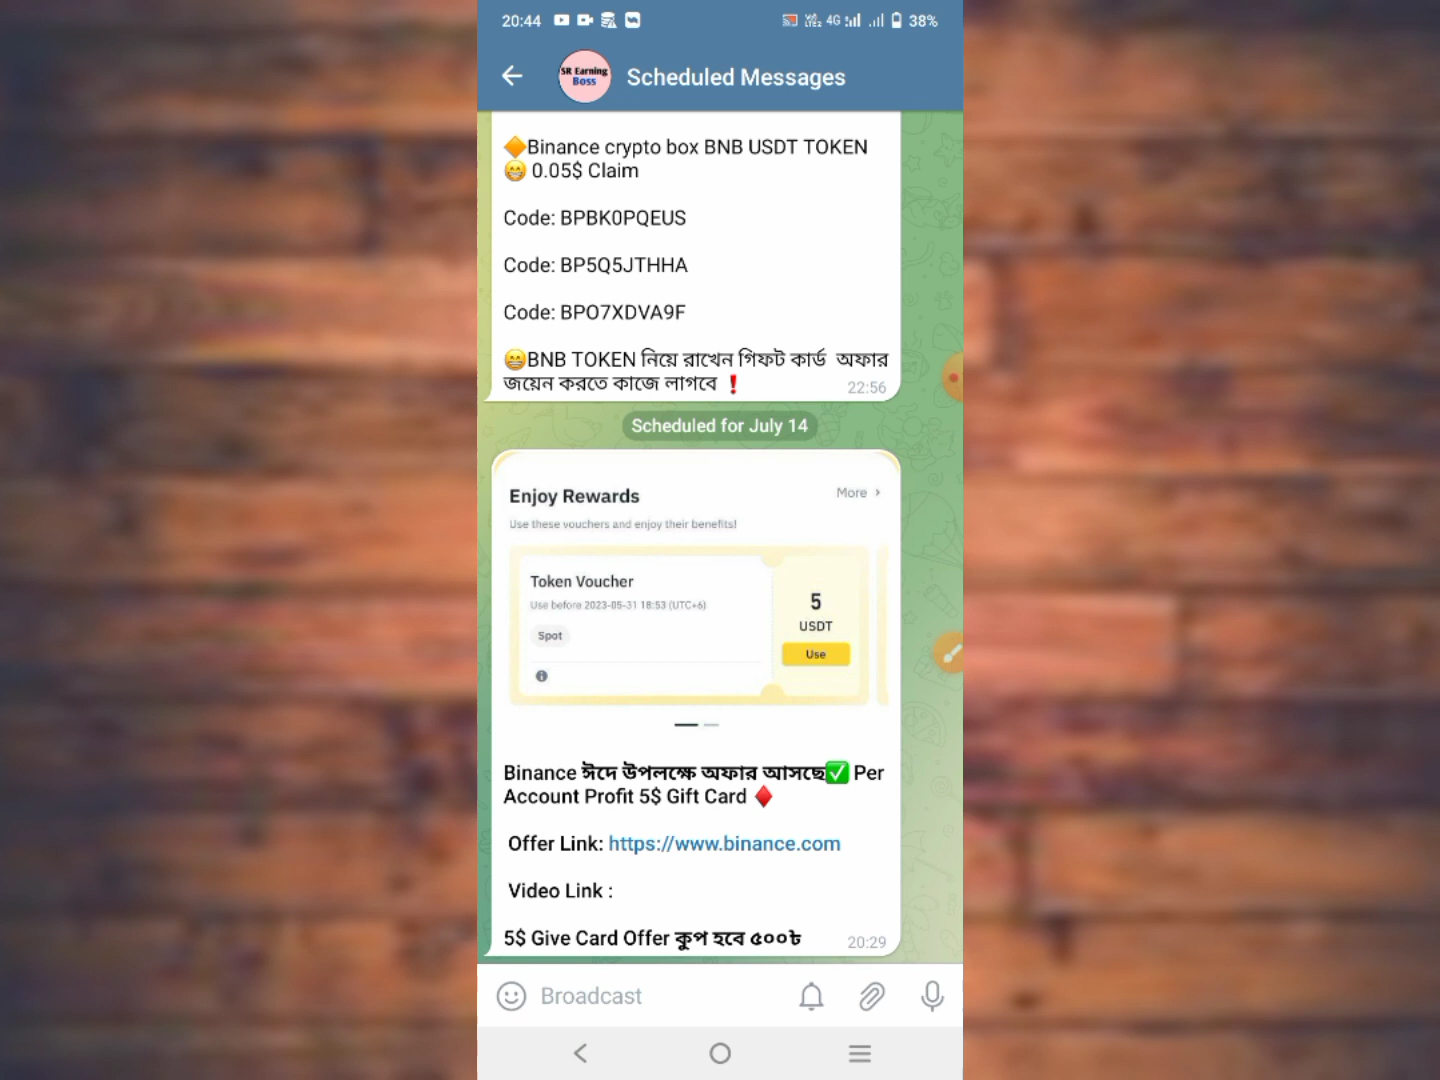 20:44
4G
38%
SR Earning
Boss
Scheduled Messages
Binance crypto box BNB USDT TOKEN
0.05$ Claim
Code: BPBK0PQEUS
Code: BP5Q5JTHHA
Code: BPO7XDVA9F
BNB TOKEN নিয়ে রাখেন গিফট কার্ড অফার
জয়েন করতে কাজে লাগবে ❗
22:56
Scheduled for July 14
Enjoy Rewards
More >
Use these vouchers and enjoy their benefits!
Token Voucher
Use before 2023-05-31 18:53 (UTC+6)
Spot
5
USDT
Use
Binance ঈদে উপলক্ষে অফার আসছে✅ Per
Account Profit 5$ Gift Card ♦️
Offer Link: https://www.binance.com
Video Link :
5$ Give Card Offer কুপ হবে ৫০০৳
20:29
Broadcast